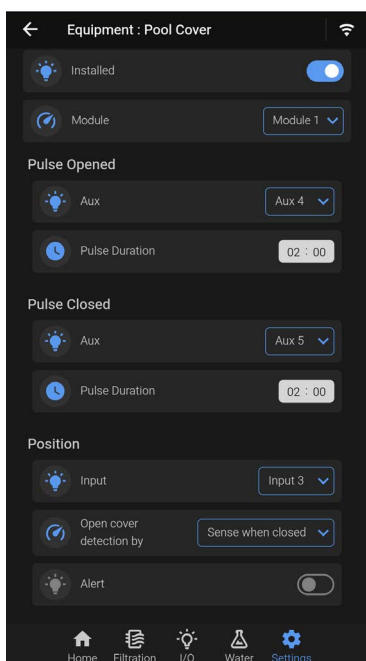 Equipment : Pool Cover
Installed
Module
Module 1
Pulse Opened
Aux
Aux 4
Pulse Duration
02 : 00
Pulse Closed
Aux
Aux 5
Pulse Duration
02 : 00
Position
Input
Input 3
Open cover
detection by
Sense when closed
Alert
Home Filtration I/O Water Settings